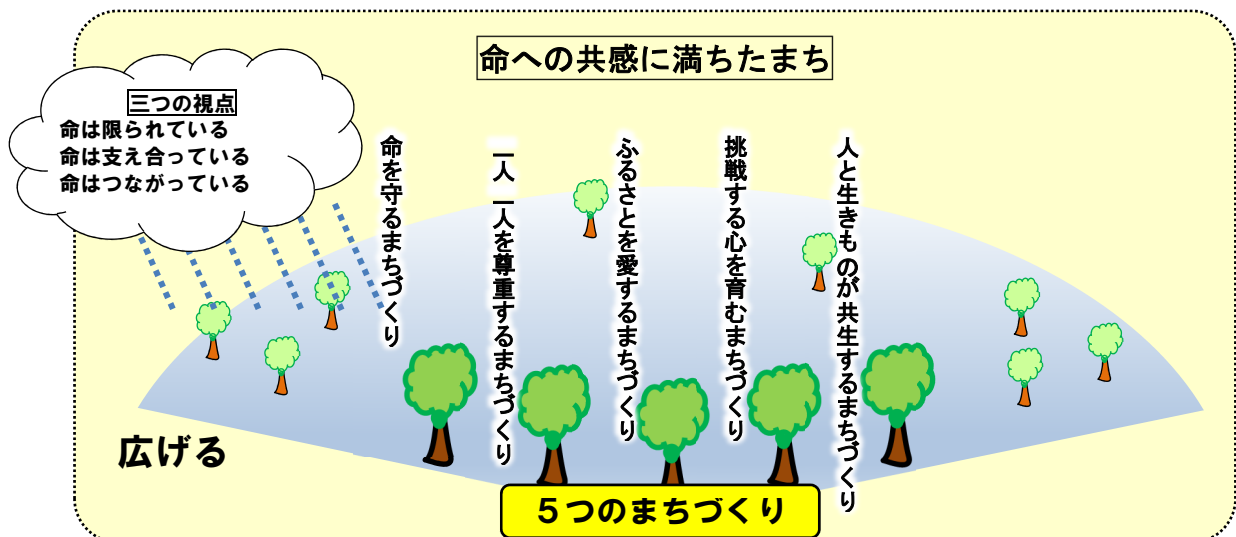 命への共感に満ちたまち
三つの視点
命は限られている
命は支え合っている
命はつながっている
命を守るまちづくり
一人一人を尊重するまちづくり
ふるさとを愛するまちづくり
挑戦する心を育むまちづくり
人と生きものが共生するまちづくり
広げる
５つのまちづくり